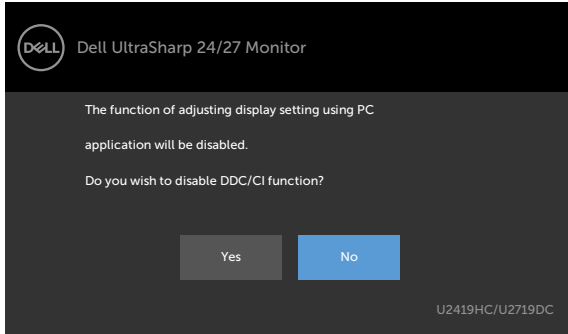 DELL
Dell UltraSharp 24/27 Monitor
The function of adjusting display setting using PC
application will be disabled.
Do you wish to disable DDC/CI function?
Yes
No
U2419HC/U2719DC